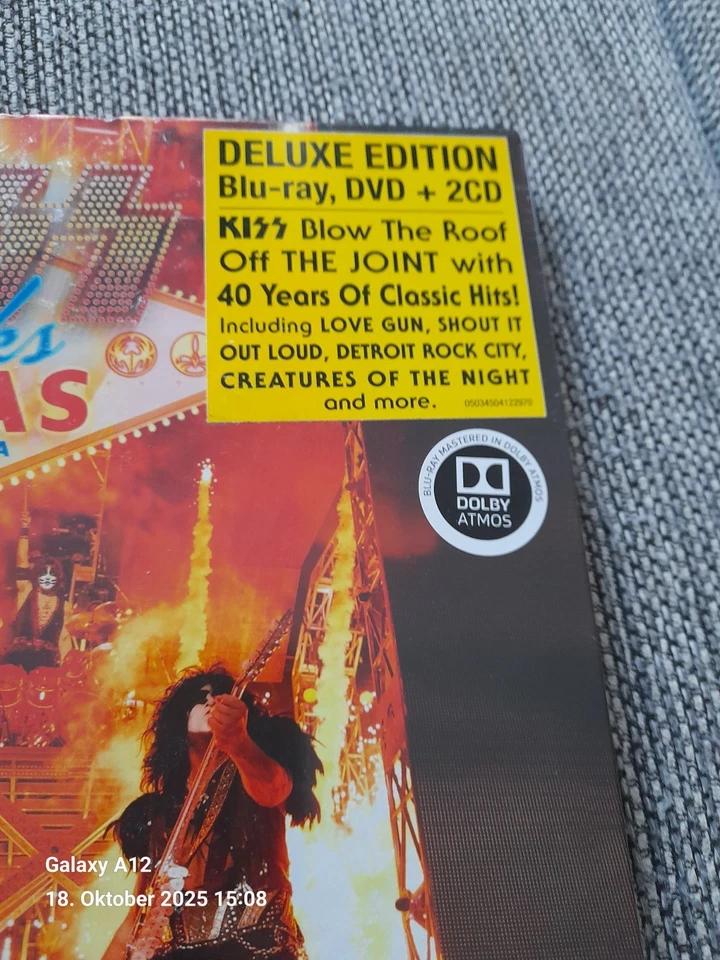 DELUXE EDITION
Blu-ray, DVD + 2CD
KISS Blow The Roof
Off THE JOINT with
40 Years Of Classic Hits!
Including LOVE GUN, SHOUT IT
OUT LOUD, DETROIT ROCK CITY,
CREATURES OF THE NIGHT
and more.
05034504122970
AS
A
BLU-RAY MASTERED IN DOLBY ATMOS
DOLBY
ATMOS
Galaxy A12
18. Oktober 2025 15:08